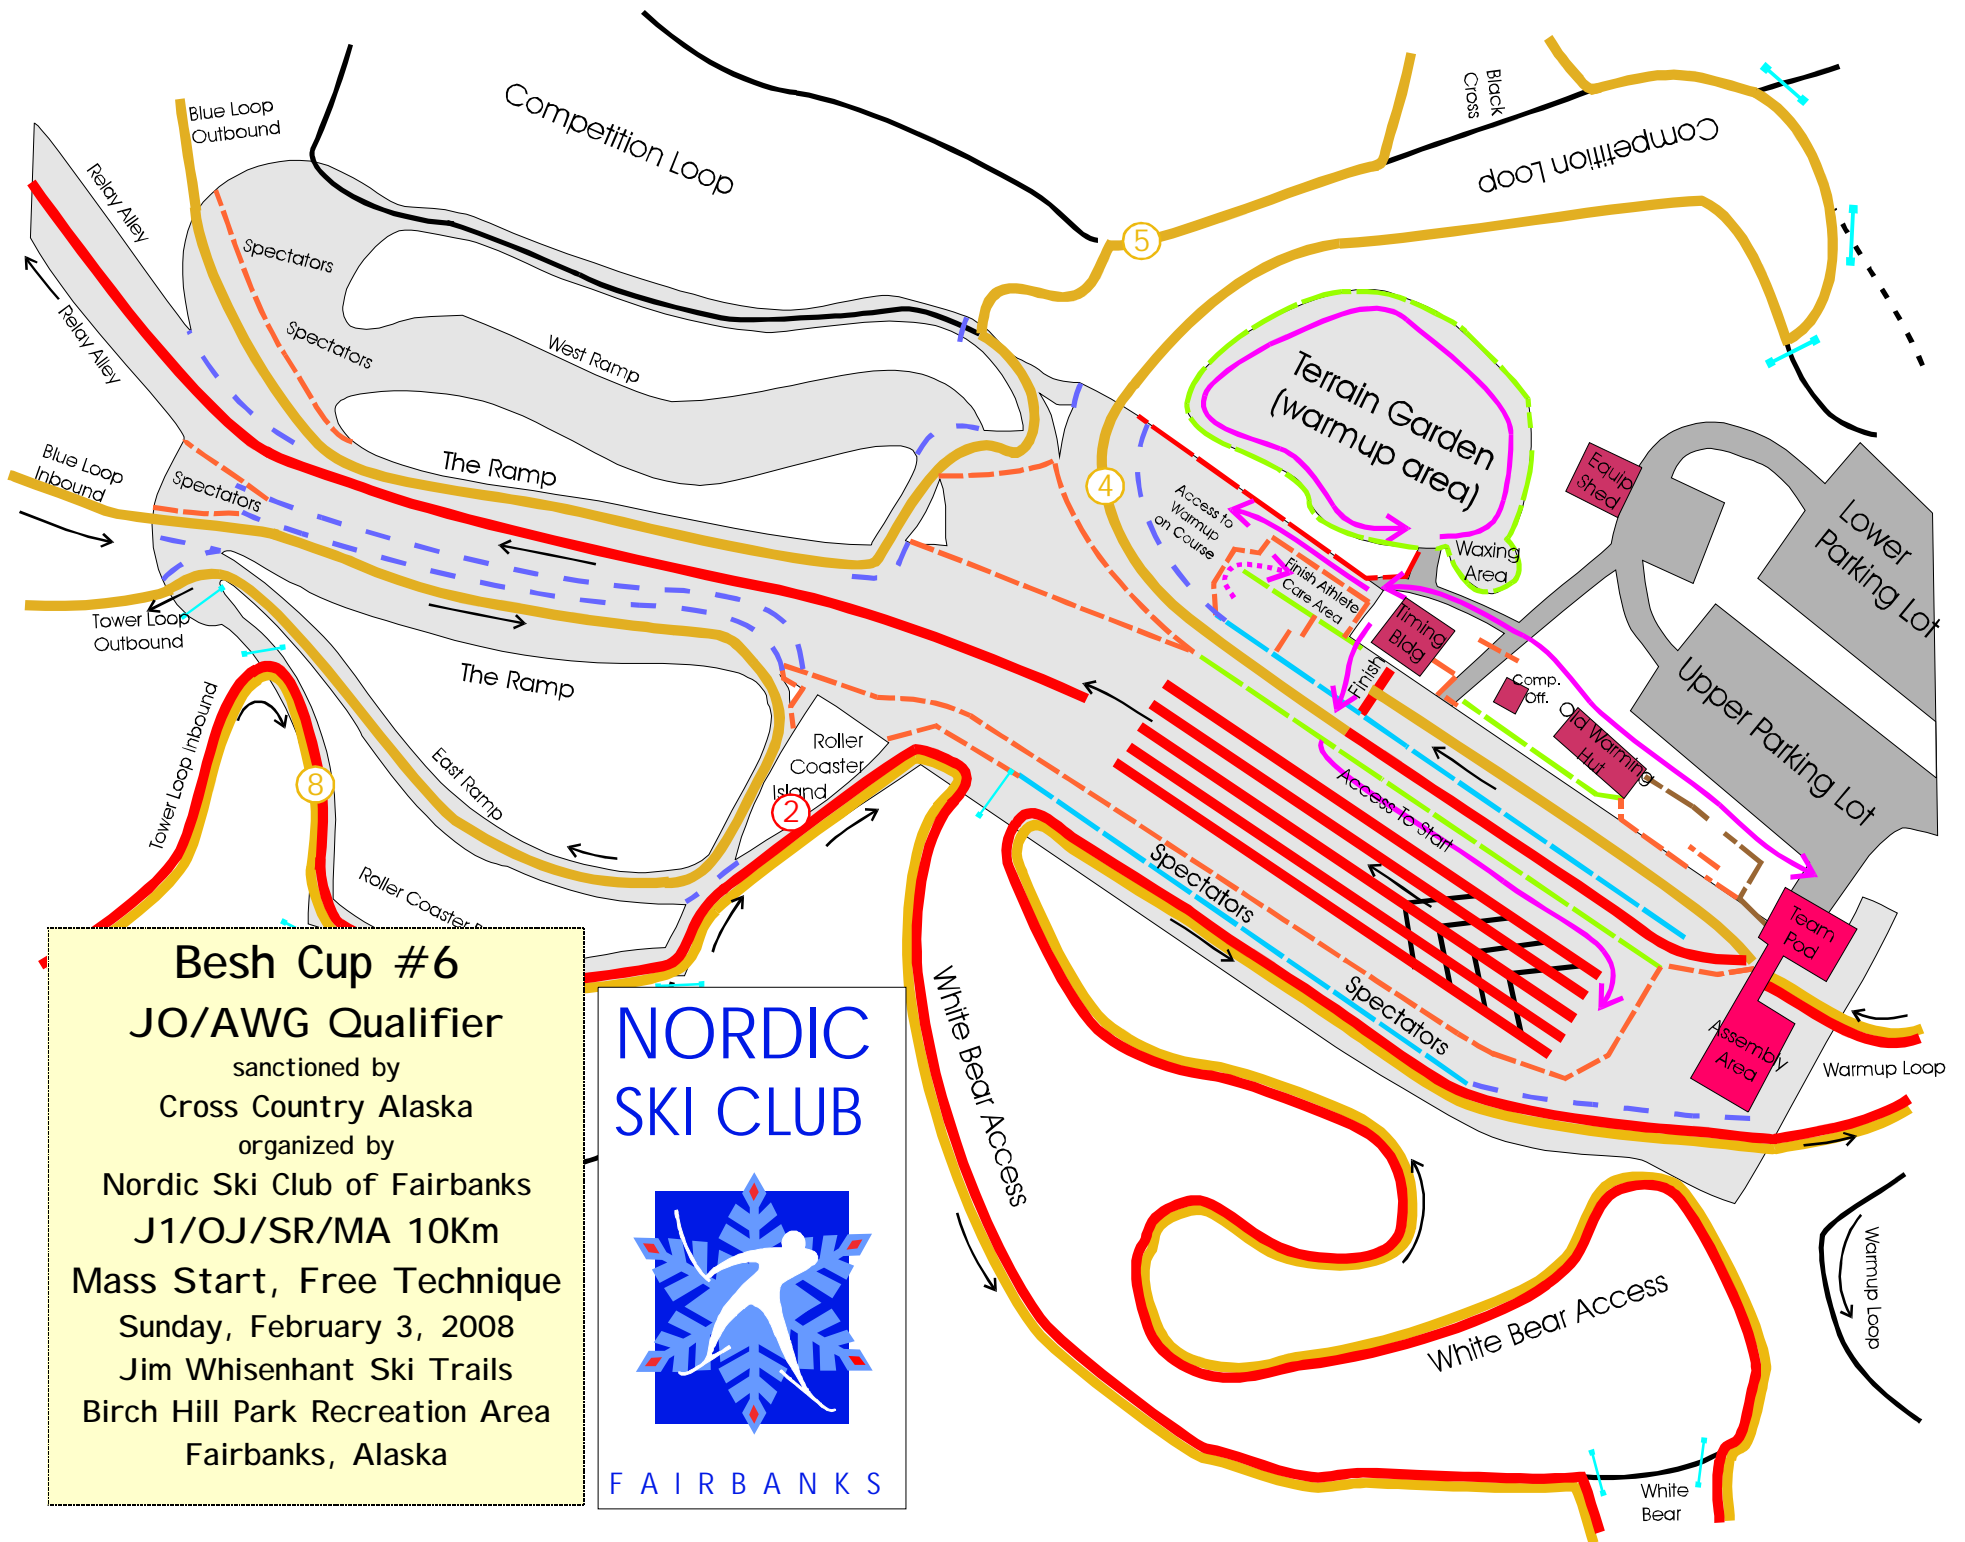 Blue Loop
Outbound
Competition Loop
Black
Cross
Competition Loop
Relay Alley
Spectators
5
Relay Alley
Spectators
West Ramp
Terrain Garden
(warmup area)
Equip
Shed
Lower
Parking Lot
Blue Loop
Inbound
Spectators
The Ramp
4
Access to
Warmup
on Course
Waxing
Area
Finish Athlete
Care Area
Timing
Bldg
Tower Loop
Outbound
The Ramp
Finish
Comp.
Off.
Old Warming
Hut
Upper Parking Lot
Tower Loop Inbound
8
East Ramp
Roller
Coaster
Island
2
Access To Start
Spectators
Roller Coaster
Team
Pod
Spectators
Assembly
Area
Warmup Loop
White Bear Access
Besh Cup #6
JO/AWG Qualifier
sanctioned by
Cross Country Alaska
organized by
Nordic Ski Club of Fairbanks
J1/OJ/SR/MA 10Km
Mass Start, Free Technique
Sunday, February 3, 2008
Jim Whisenhant Ski Trails
Birch Hill Park Recreation Area
Fairbanks, Alaska
NORDIC
SKI CLUB
FAIRBANKS
White Bear Access
Warmup Loop
White
Bear